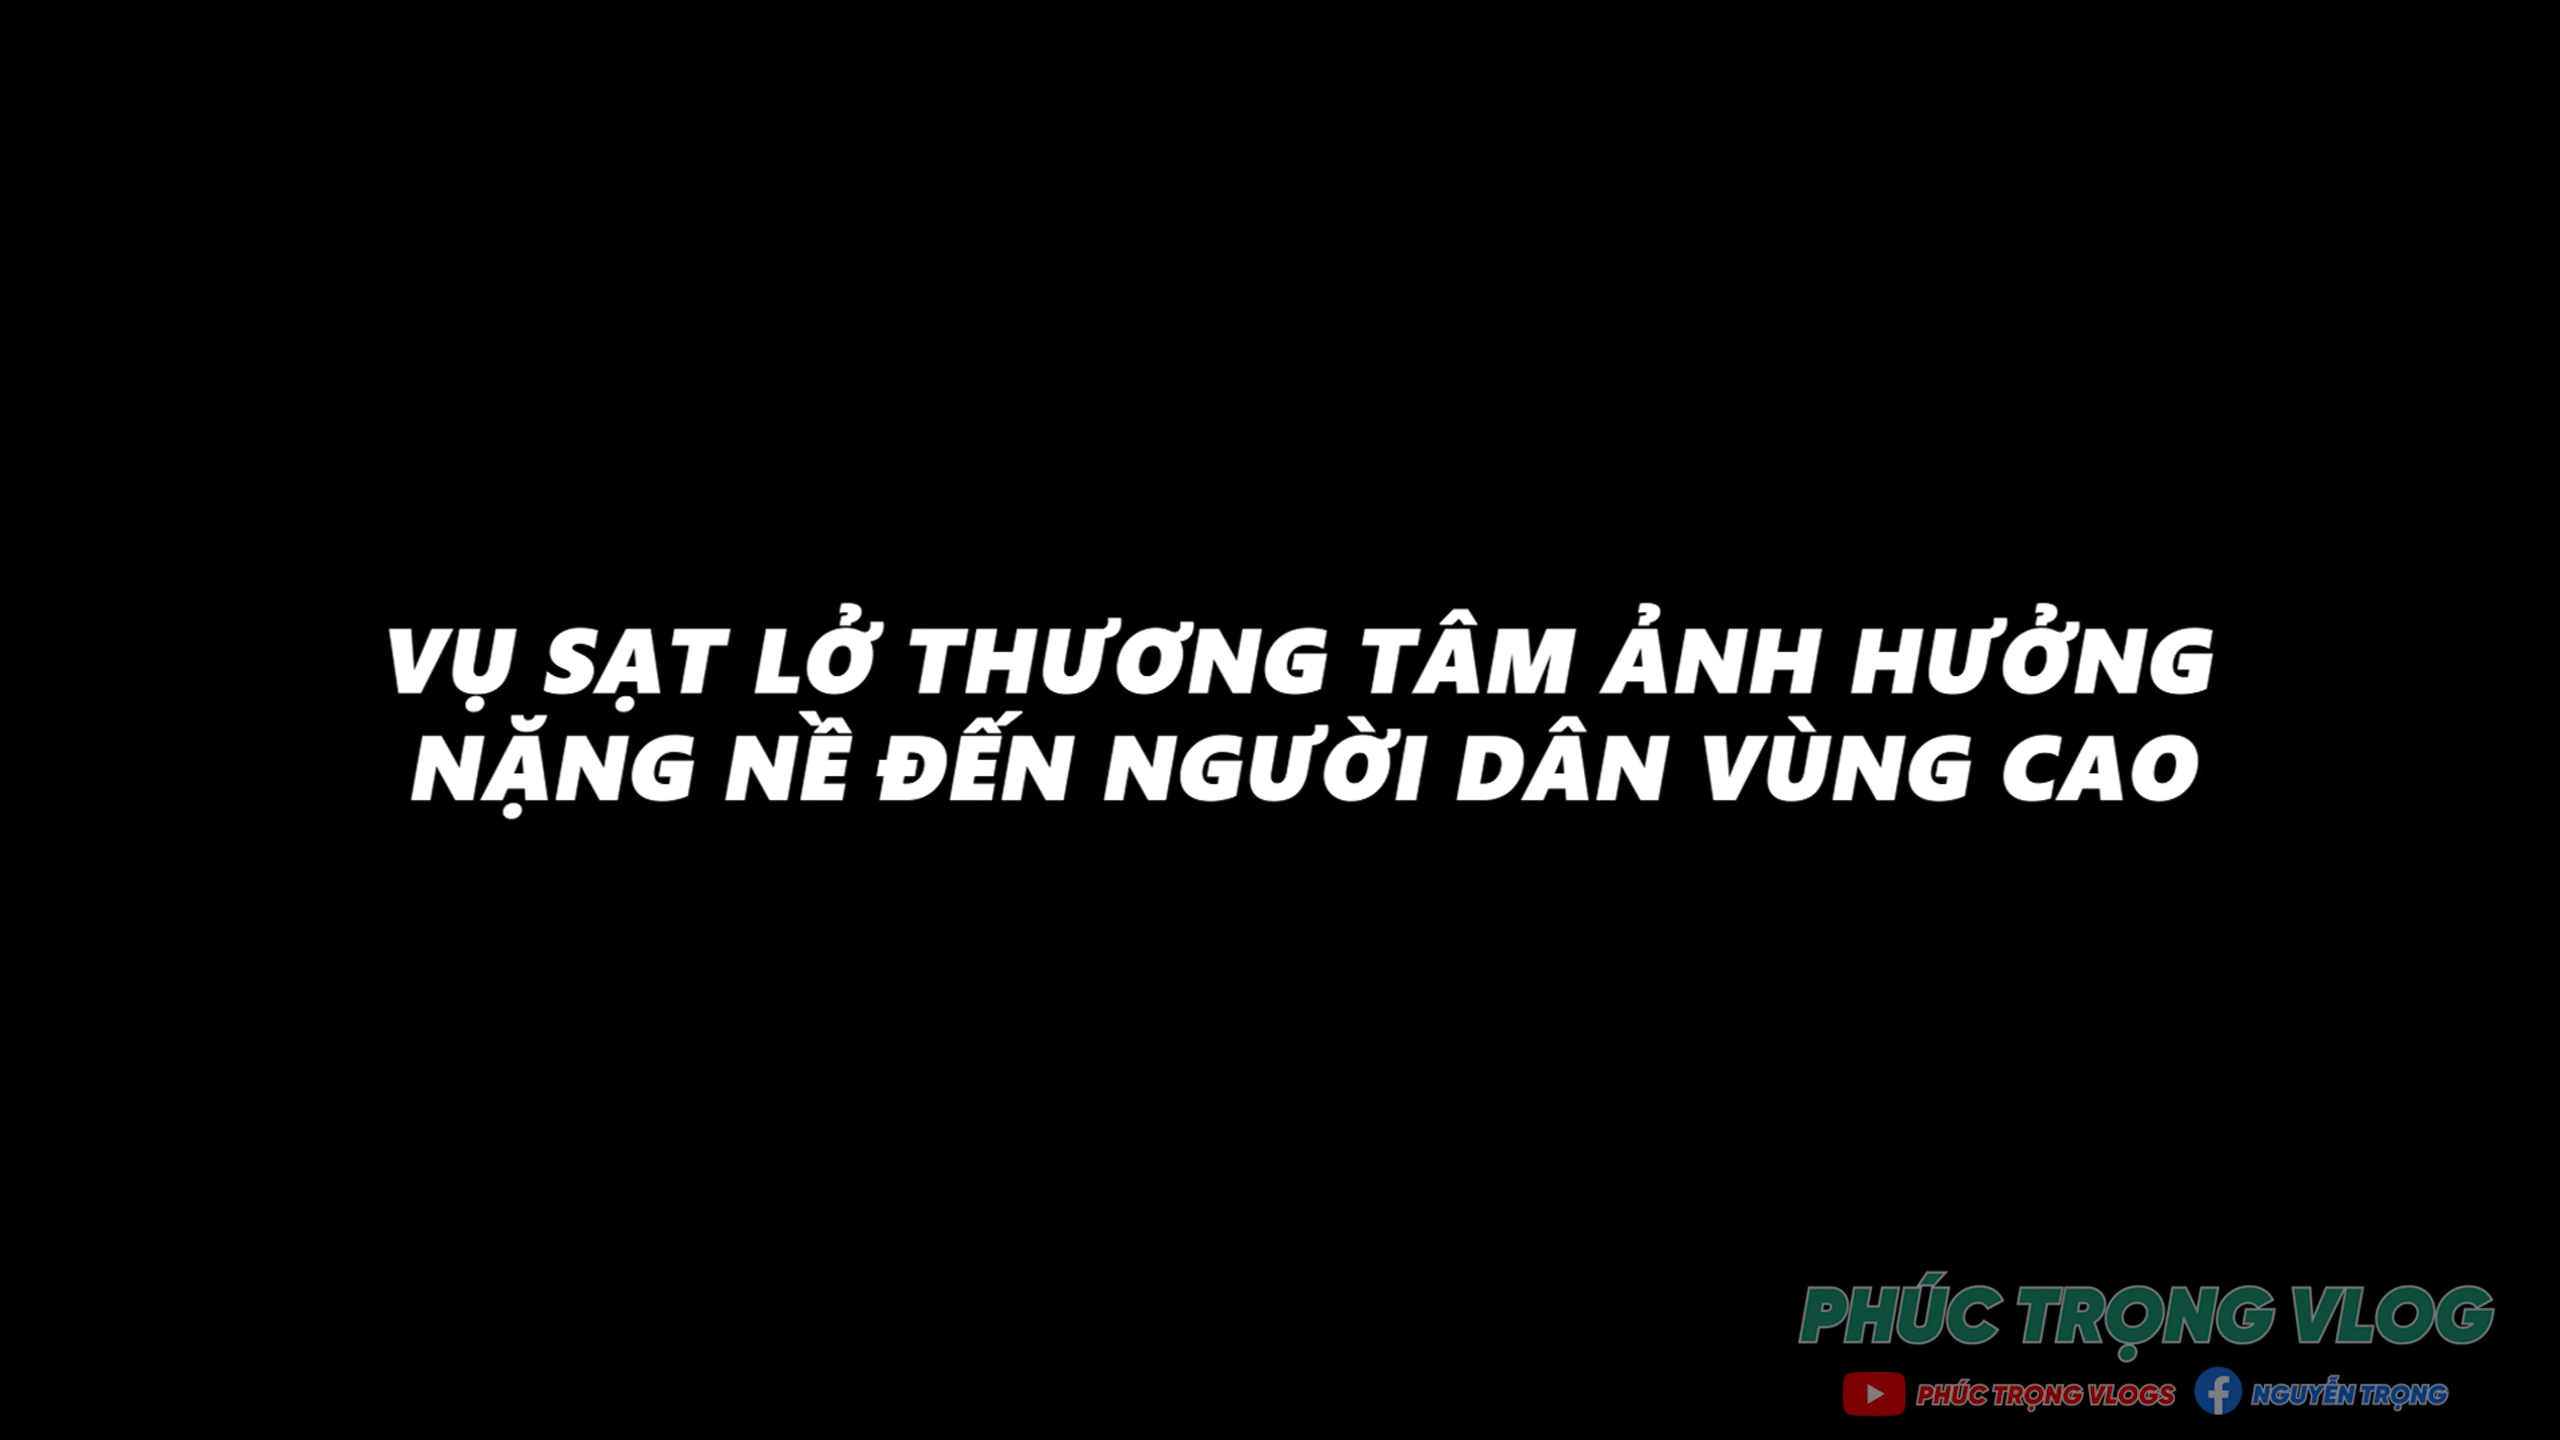 VỤ SẠT LỞ THƯƠNG TÂM ẢNH HƯỞNG
NẶNG NỀ ĐẾN NGƯỜI DÂN VÙNG CAO
PHÚC TRỌNG VLOG
PHÚC TRỌNG VLOGS NGUYỄN TRỌNG